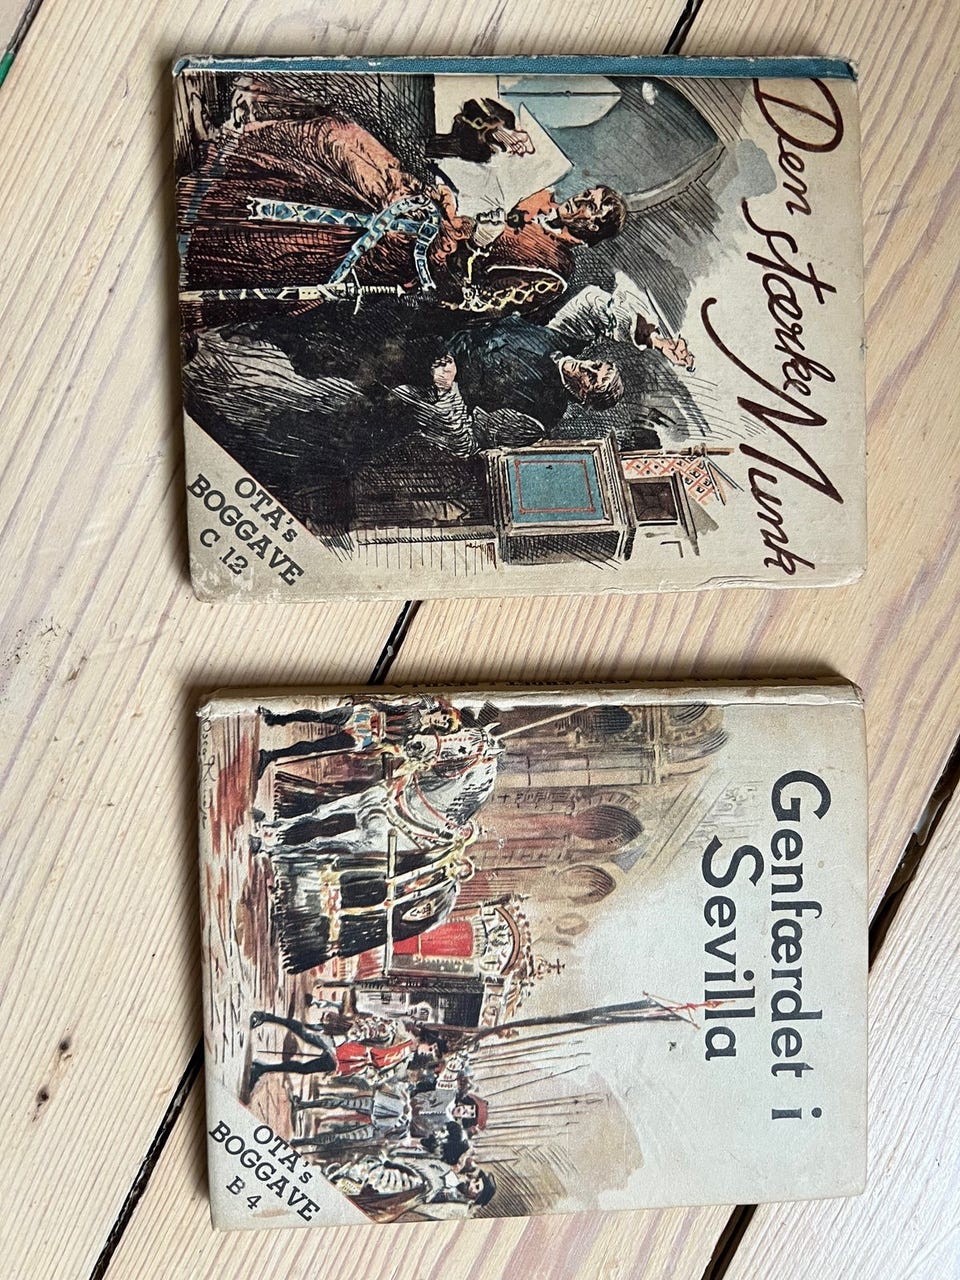 Den stærke Munk
OTA's
BOGGAVE
C 12
Genfærdet i
Sevilla
OTA's
BOGGAVE
B 4